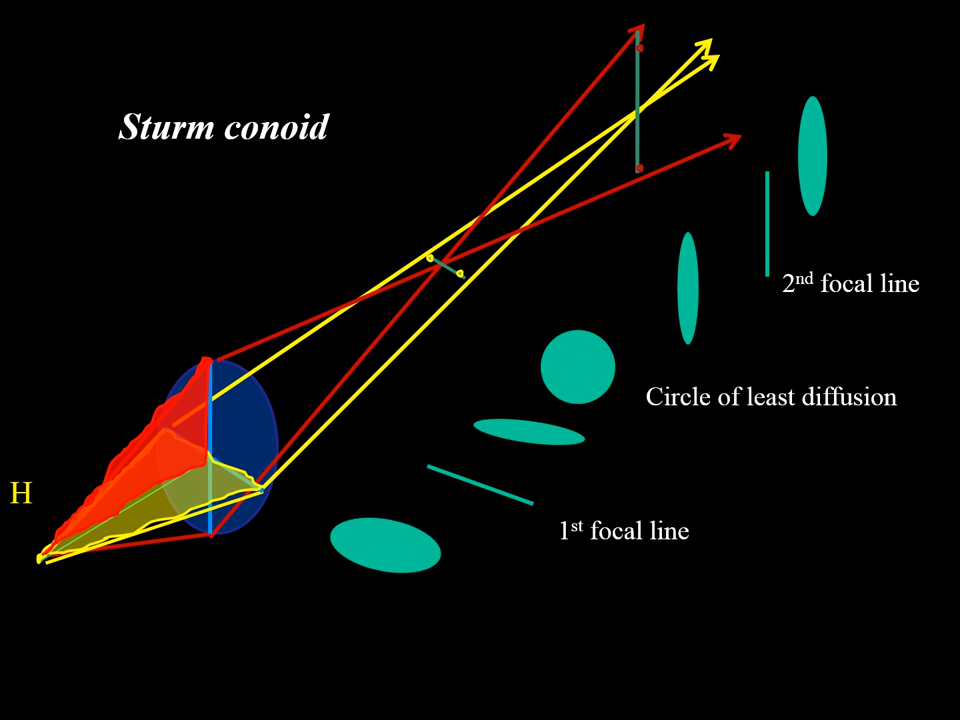 Sturm conoid
2nd focal line
Circle of least diffusion
H
1st focal line